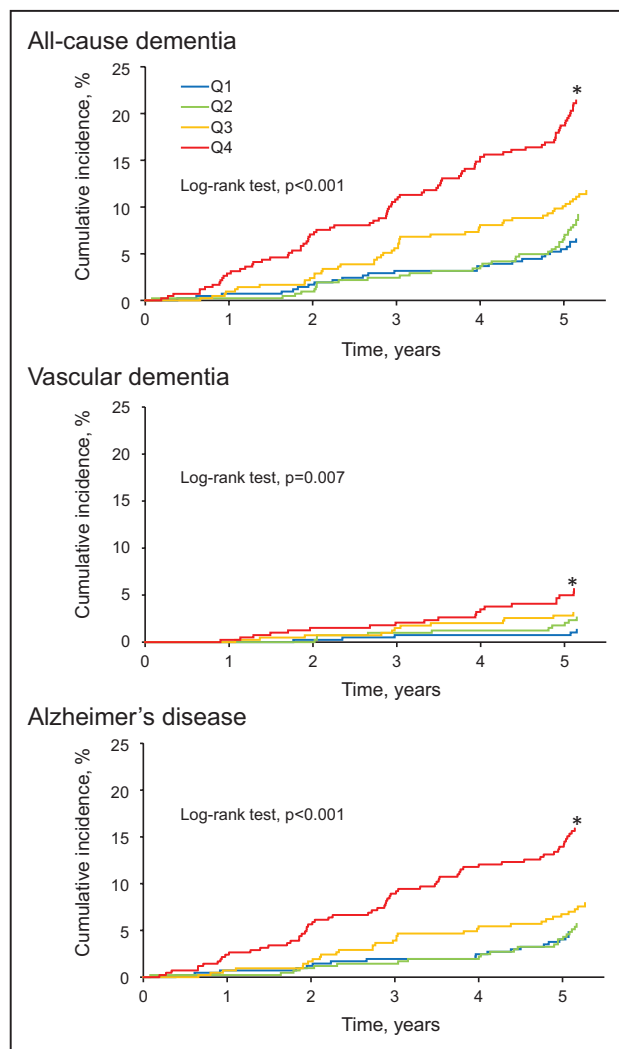 All-cause dementia
Cumulative incidence, %
25
20
15
10
5
0
Q1
Q2
Q3
Q4
*
Log-rank test, p<0.001
0 1 2 3 4 5
Time, years
Vascular dementia
Cumulative incidence, %
25
20
15
10
5
0
Log-rank test, p=0.007
*
0 1 2 3 4 5
Time, years
Alzheimer’s disease
Cumulative incidence, %
25
20
15
10
5
0
Log-rank test, p<0.001
*
0 1 2 3 4 5
Time, years